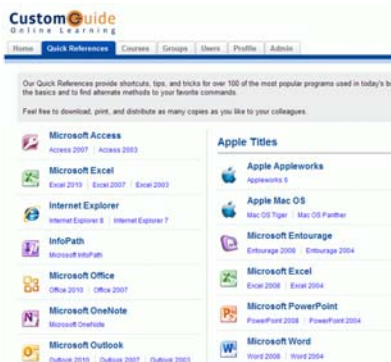 CustomGuide
Online Learning
Home Quick References Courses Groups Users Profile Admin
Our Quick References provide shortcuts, tips, and tricks for over 100 of the most popular programs used in today's b
the basics and to find alternate methods to your favorite commands.
Feel free to download, print, and distribute as many copies as you like to your colleagues.
Microsoft Access
Access 2007 | Access 2003
Microsoft Excel
Excel 2010 | Excel 2007 | Excel 2003
Internet Explorer
Internet Explorer 8 | Internet Explorer 7
InfoPath
Microsoft InfoPath
Microsoft Office
Office 2010 | Office 2007
Microsoft OneNote
Microsoft OneNote
Microsoft Outlook
Outlook 2010 | Outlook 2007 | Outlook 2003
Apple Titles
Apple Appleworks
Appleworks 6
Apple Mac OS
Mac OS Tiger | Mac OS Panther
Microsoft Entourage
Entourage 2008 | Entourage 2004
Microsoft Excel
Excel 2008 | Excel 2004
Microsoft PowerPoint
PowerPoint 2008 | PowerPoint 2004
Microsoft Word
Word 2008 | Word 2004